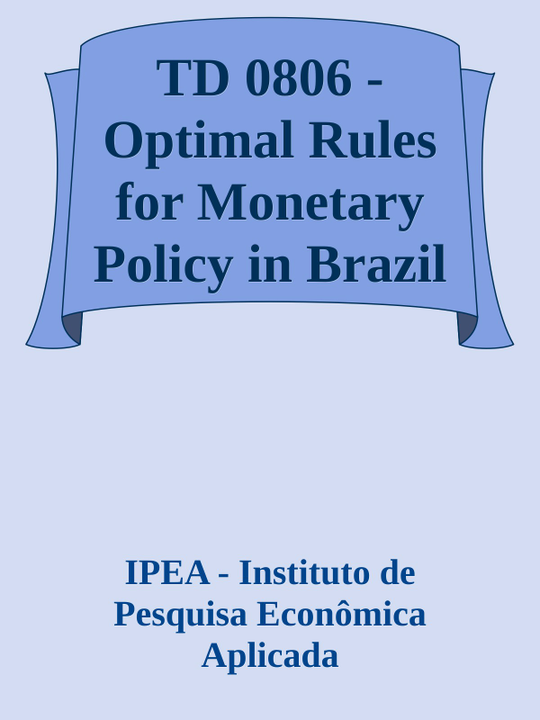 TD 0806 -
Optimal Rules
for Monetary
Policy in Brazil
IPEA - Instituto de
Pesquisa Econômica
Aplicada